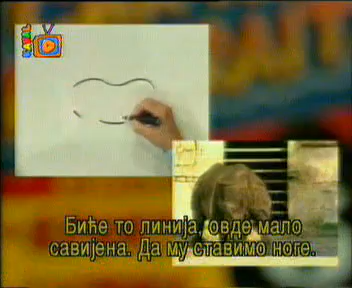 Биће то линија, овде мало
савијена. Да му ставимо ноге.